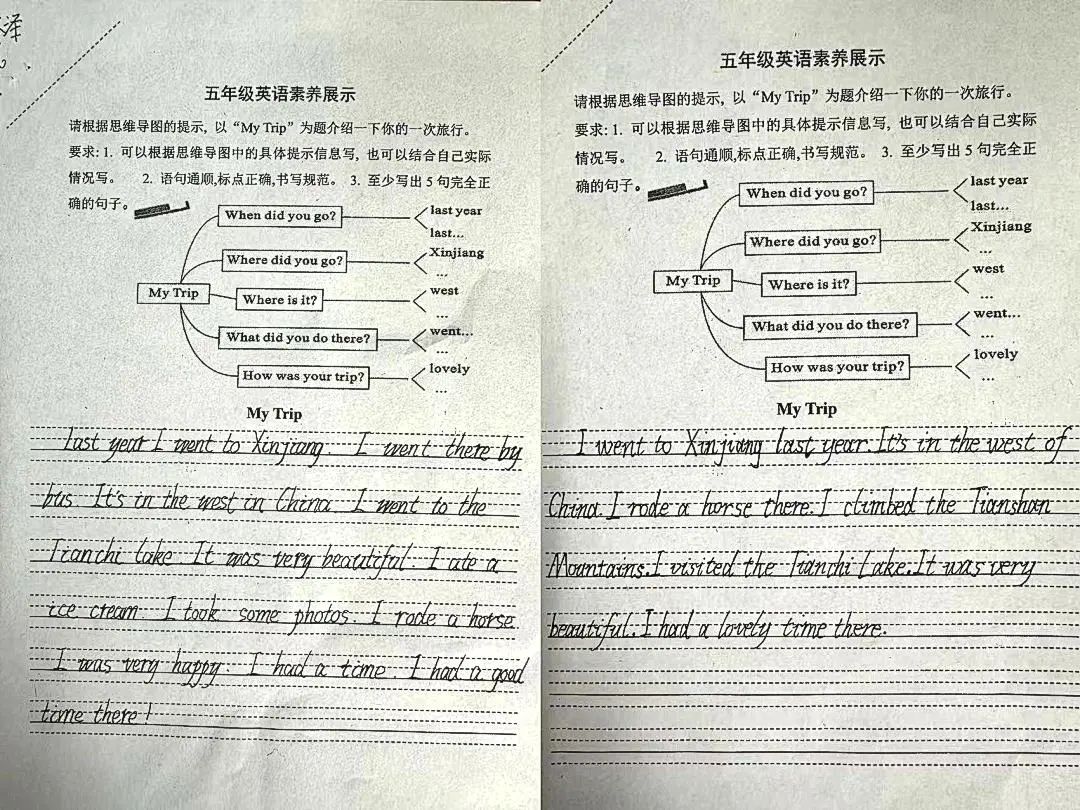 泽
五年级英语素养展示
请根据思维导图的提示, 以“My Trip”为题介绍一下你的一次旅行。
要求: 1. 可以根据思维导图中的具体提示信息写, 也可以结合自己实际
情况写。 2. 语句通顺,标点正确,书写规范。 3. 至少写出 5 句完全正
确的句子。
When did you go?
last year
last...
Where did you go?
Xinjiang
...
My Trip
Where is it?
west
...
What did you do there?
went...
...
How was your trip?
lovely
...
My Trip
last year I went to Xinjiang. I went there by
bus. It's in the west in China. I went to the
Tianchi lake. It was very beautiful. I ate a
ice cream. I took some photos. I rode a horse.
I was very happy. I had a time. I had a good
time there!
五年级英语素养展示
请根据思维导图的提示, 以“My Trip”为题介绍一下你的一次旅行。
要求: 1. 可以根据思维导图中的具体提示信息写, 也可以结合自己实际
情况写。 2. 语句通顺,标点正确,书写规范。 3. 至少写出 5 句完全正
确的句子。
When did you go?
last year
last...
Where did you go?
Xinjiang
...
My Trip
Where is it?
west
...
What did you do there?
went...
...
How was your trip?
lovely
...
My Trip
I went to Xinjiang last year. It's in the west of
China. I rode a horse there. I climbed the Tianshan
Mountains. I visited the Tianchi Lake. It was very
beautiful. I had a lovely time there.